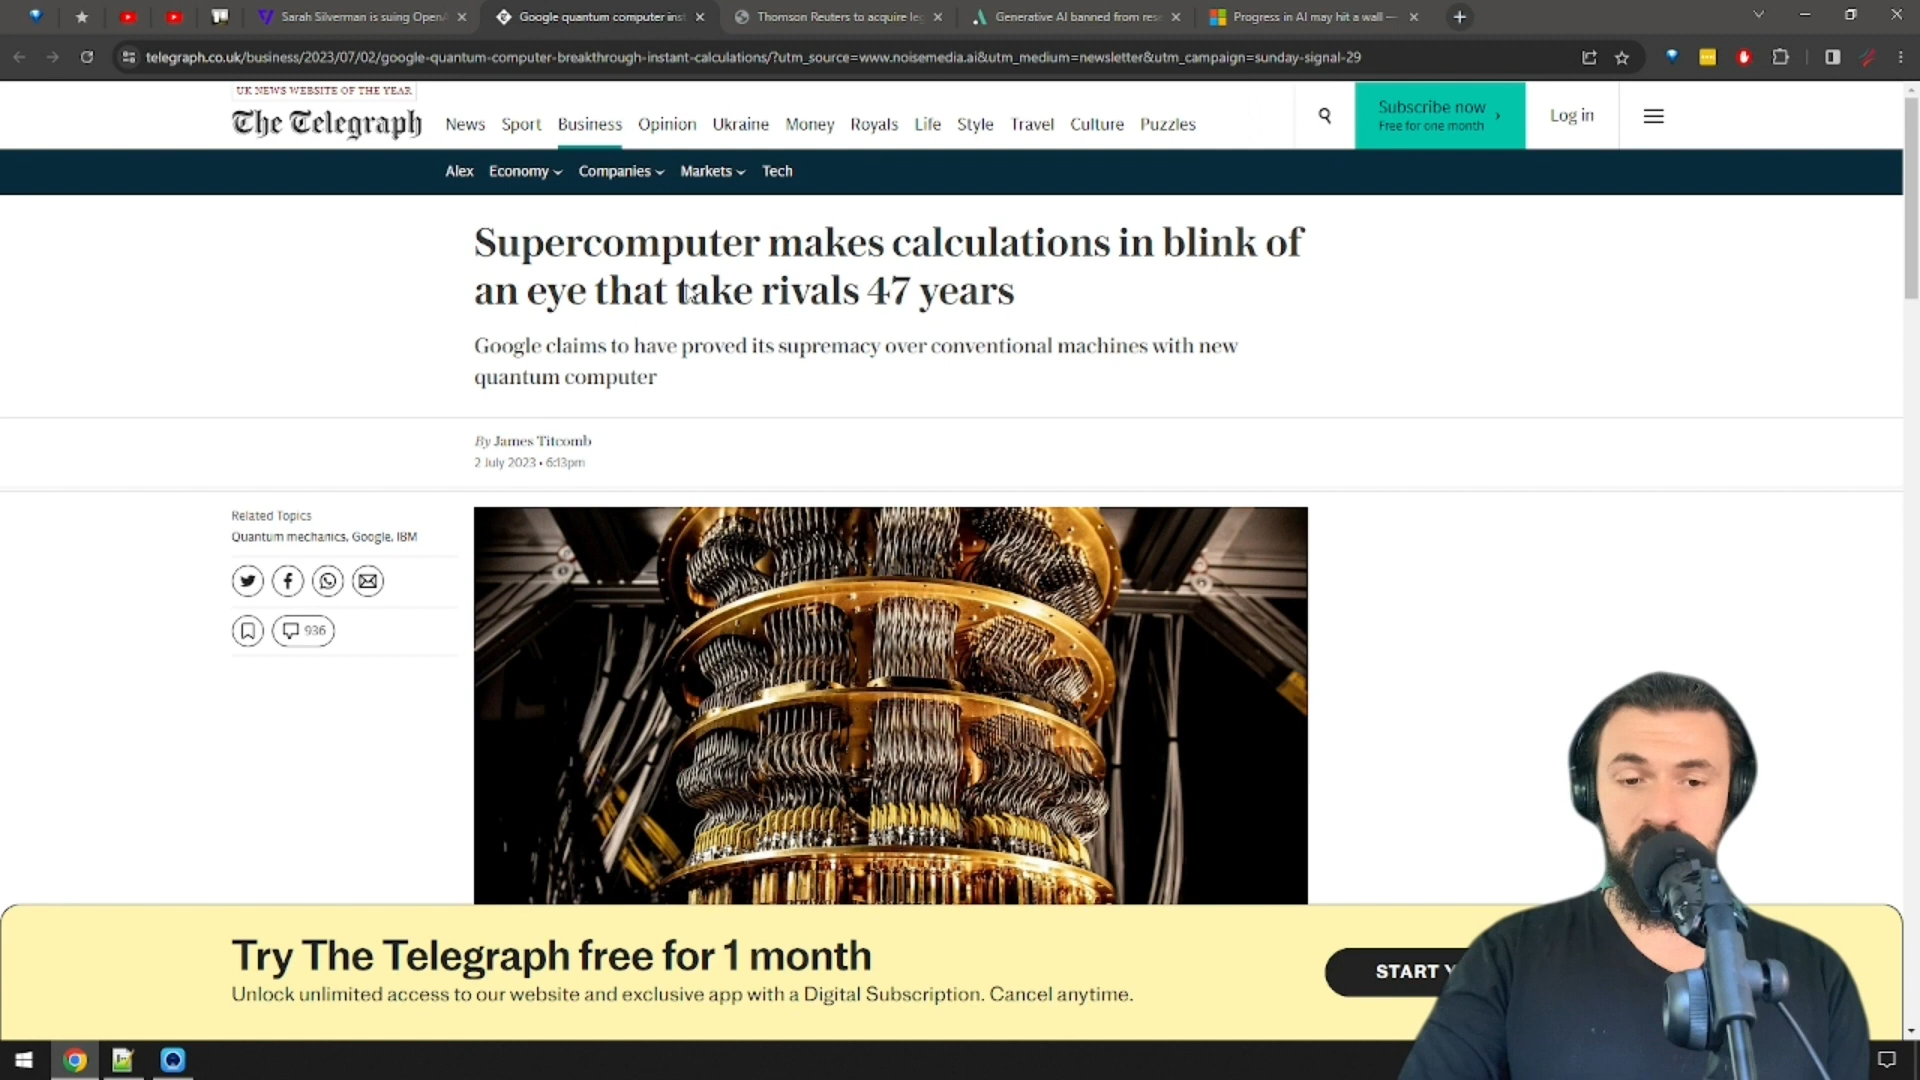 Sarah Silverman is suing OpenA
Google quantum computer ins
Thomson Reuters to acquire le
Generative AI banned from res
Progress in AI may hit a wall —
telegraph.co.uk/business/2023/07/02/google-quantum-computer-breakthrough-instant-calculations/?utm_source=www.noisemedia.ai&utm_medium=newsletter&utm_campaign=sunday-signal-29
UK NEWS WEBSITE OF THE YEAR
The Telegraph
News Sport Business Opinion Ukraine Money Royals Life Style Travel Culture Puzzles
Subscribe now
Free for one month
Log in
Alex Economy Companies Markets Tech
Supercomputer makes calculations in blink of
an eye that take rivals 47 years
Google claims to have proved its supremacy over conventional machines with new
quantum computer
By James Titcomb
2 July 2023 • 6:13pm
Related Topics
Quantum mechanics, Google, IBM
936
Try The Telegraph free for 1 month
Unlock unlimited access to our website and exclusive app with a Digital Subscription. Cancel anytime.
START Y